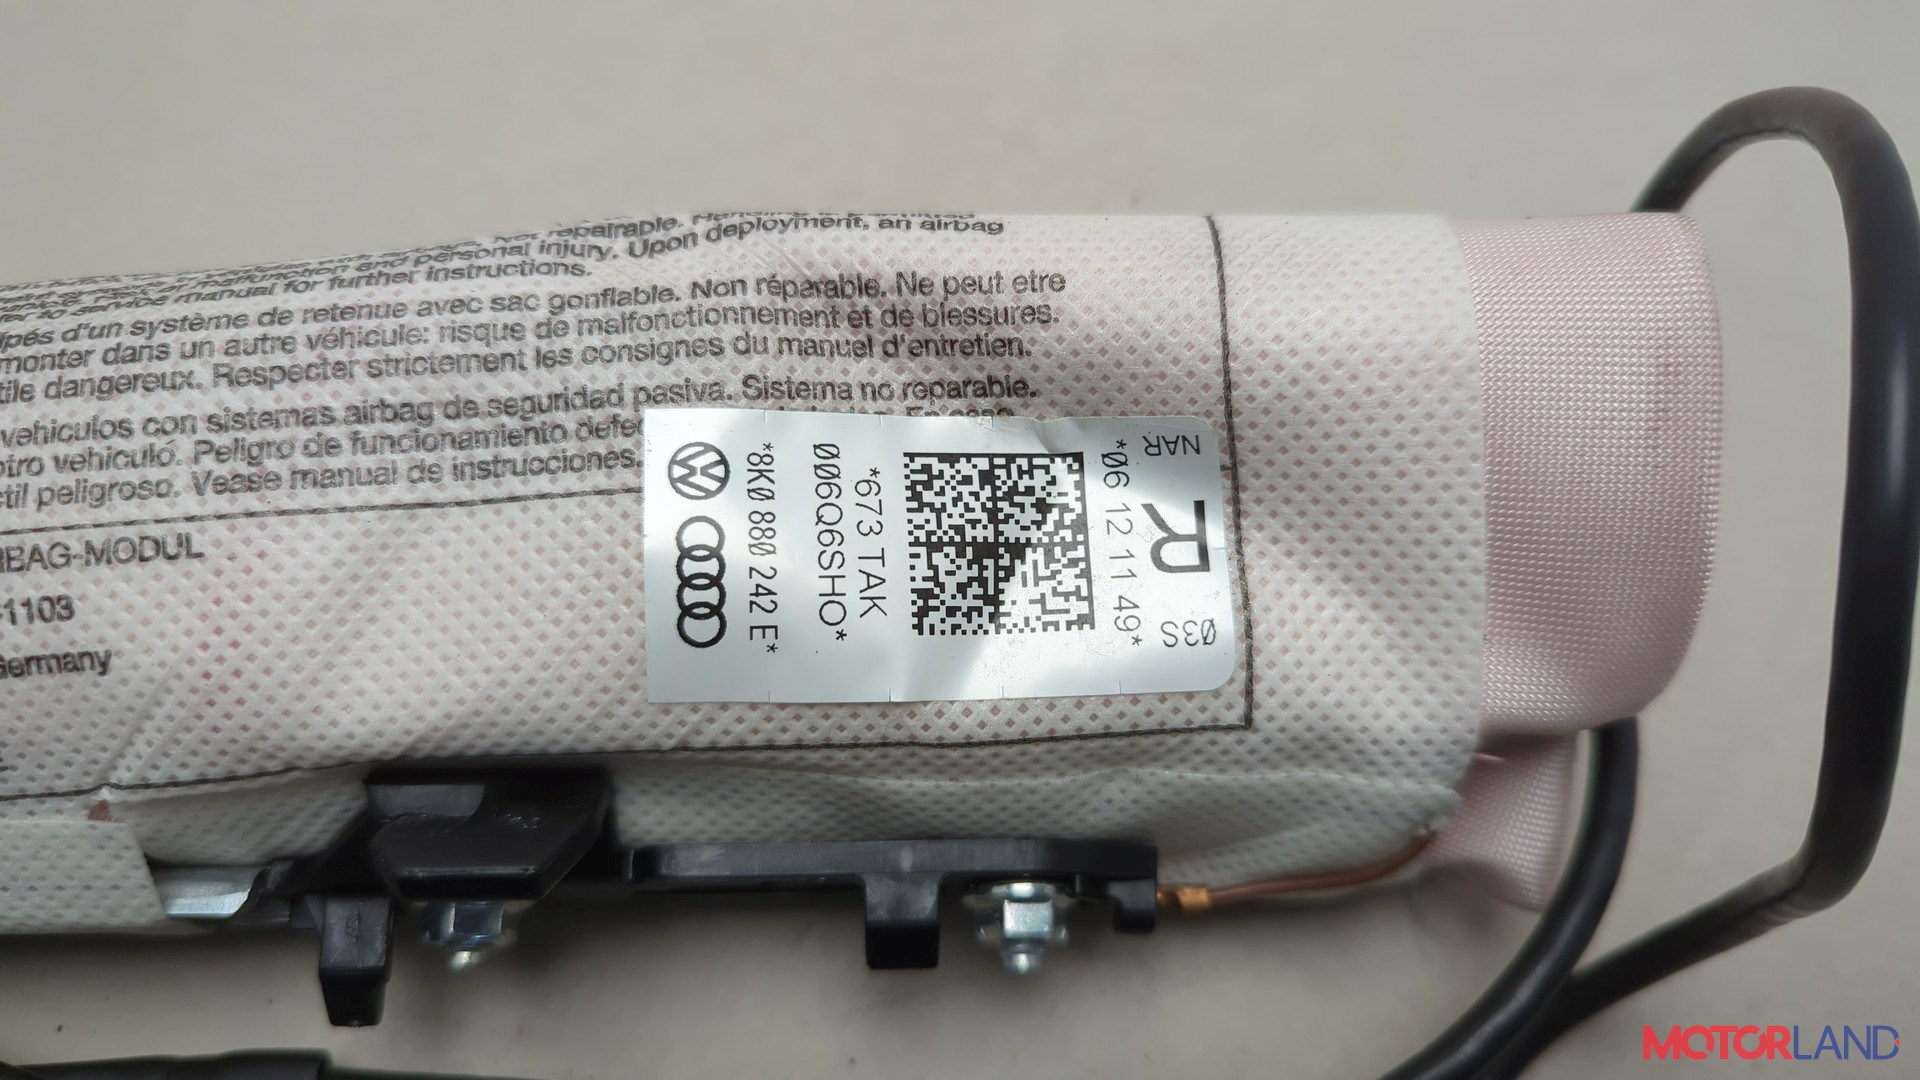 Not repairable. Handling is permitted
malfunction and personal injury. Upon deployment, an airbag
to service manual for further instructions.
d'un système de retenue avec sac gonflable. Non réparable. Ne peut etre
monter dans un autre véhicule: risque de malfonctionnement et de blessures.
dangereux. Respecter strictement les consignes du manuel d'entretien.
vehiculos con sistemas airbag de seguridad pasiva. Sistema no reparable.
otro vehiculó. Peligro de funcionamiento
peligroso. Vease manual de instrucciones.
BAG-MODUL
1103
Germany
*8K0 880 242 E*
006Q6SHO*
*673 TAK
*06 12 11 49*
NAR
R
03S
MOTORLAND